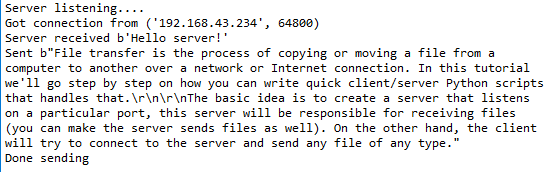 Server listening....
Got connection from ('192.168.43.234', 64800)
Server received b'Hello server!'
Sent b"File transfer is the process of copying or moving a file from a
computer to another over a network or Internet connection. In this tutorial
we'll go step by step on how you can write quick client/server Python scripts
that handles that.\r\n\r\nThe basic idea is to create a server that listens
on a particular port, this server will be responsible for receiving files
(you can make the server sends files as well). On the other hand, the client
will try to connect to the server and send any file of any type."
Done sending